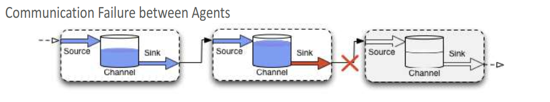 Communication Failure between Agents
Source
Sink
Channel
Source
Sink
Channel
Source
Sink
Channel